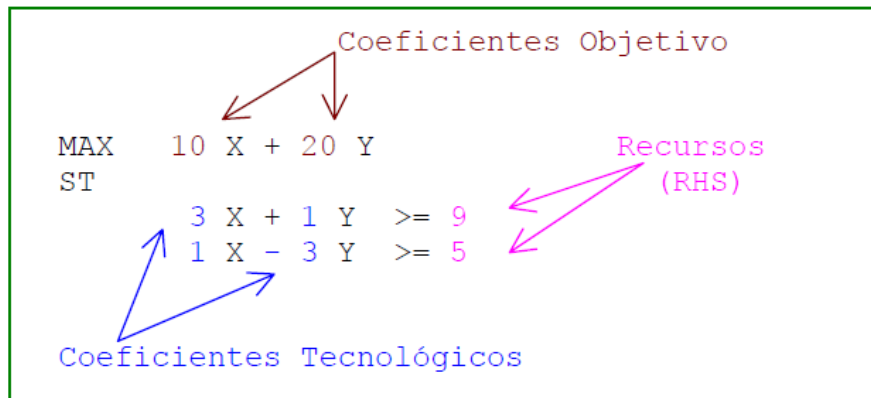 Coeficientes Objetivo
MAX 10 X + 20 Y
Recursos
ST
(RHS)
3 X + 1 Y >= 9
1 X - 3 Y >= 5
Coeficientes Tecnológicos